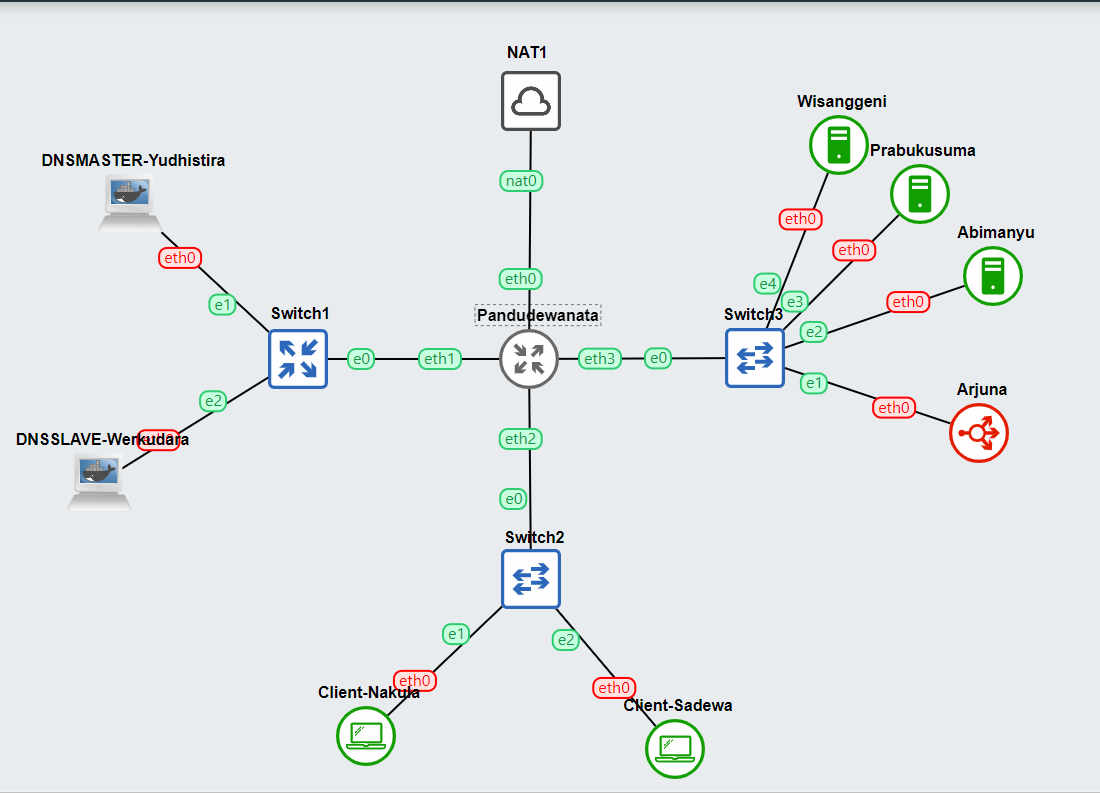 NAT1
Wisanggeni
Prabukusuma
DNSMASTER-Yudhistira
nat0
eth0
eth0
Abimanyu
eth0
eth0
e1
eth0
e4
e3
eth0
Switch1
Pandudewanata
Switch3
e2
e0
eth1
eth3
e0
e1
Arjuna
e2
eth0
DNSSLAVE-Werkudara
eth2
e0
Switch2
e1
e2
eth0
eth0
Client-Nakula
Client-Sadewa